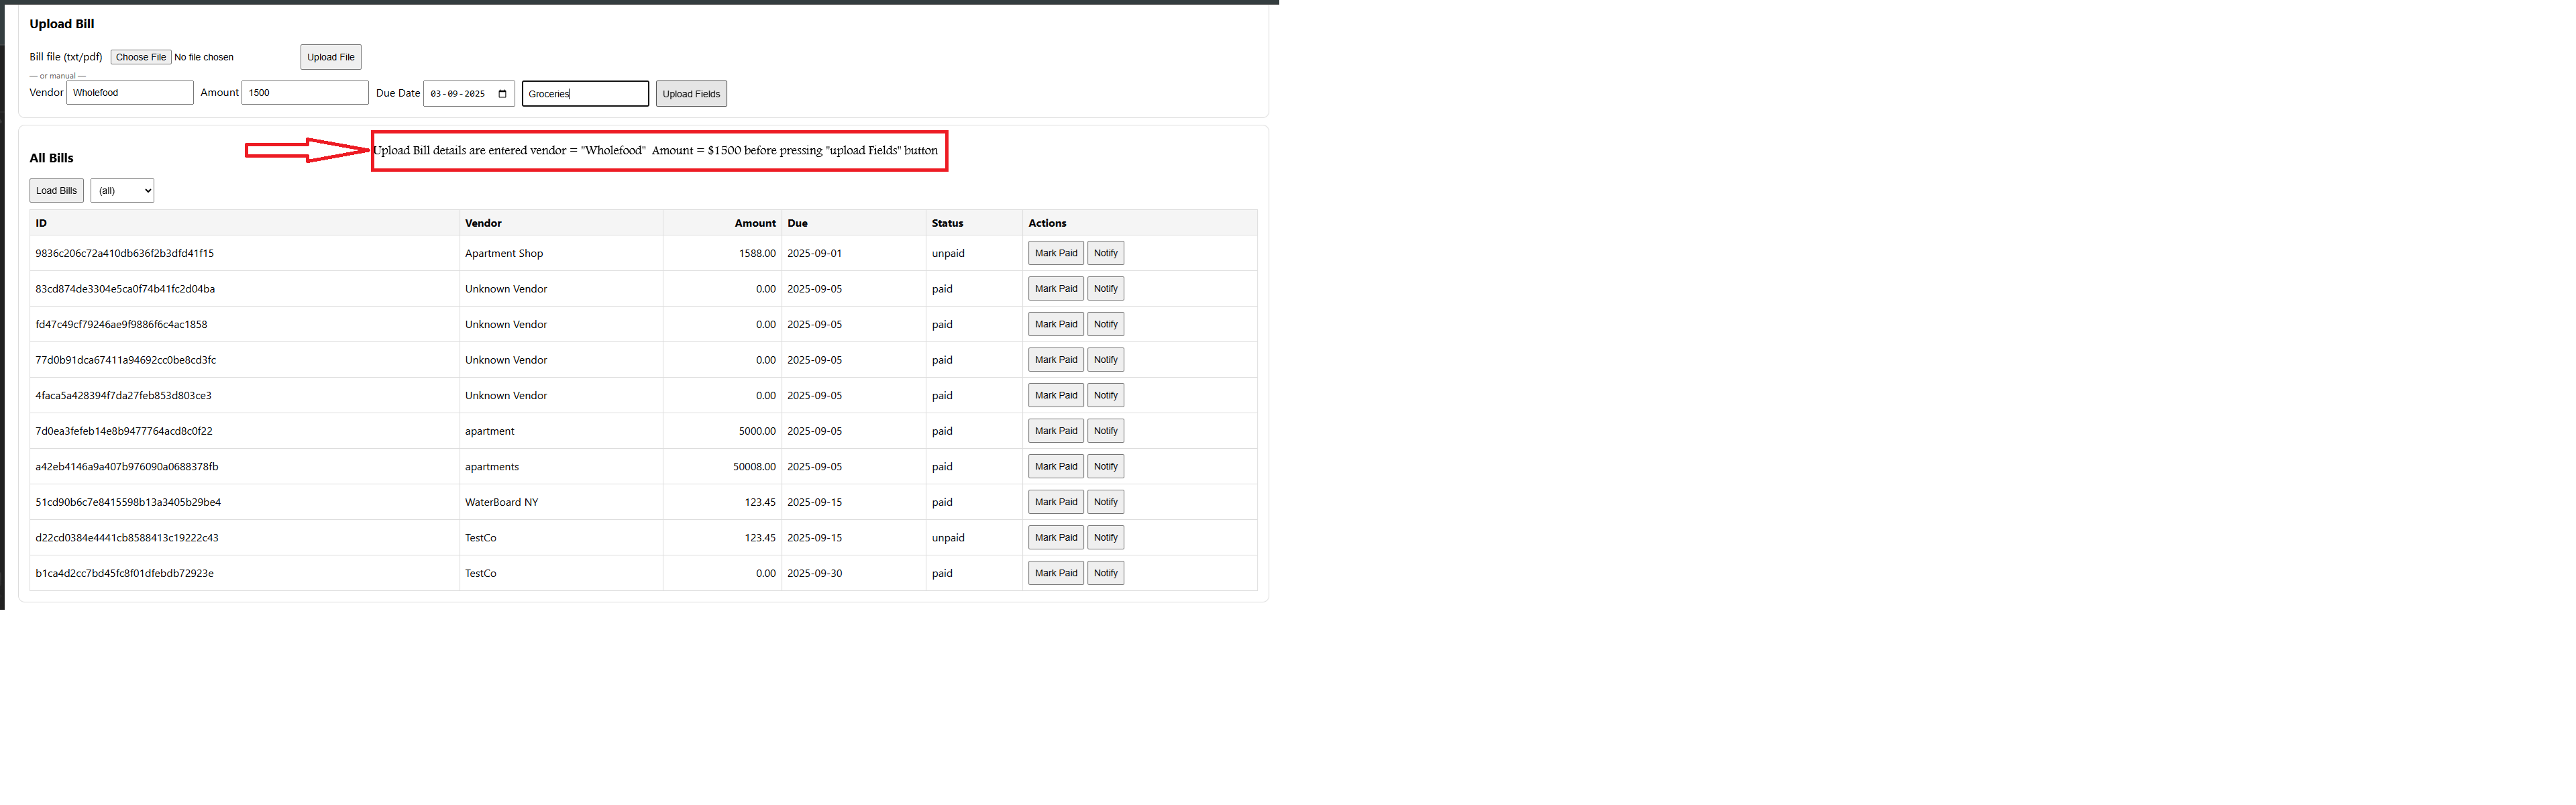 Upload Bill
Bill file (txt/pdf) Choose File No file chosen Upload File
— or manual —
Vendor Wholefood Amount 1500 Due Date 03-09-2025 Groceries Upload Fields
Upload Bill details are entered vendor = "Wholefood" Amount = $1500 before pressing "upload Fields" button
All Bills
Load Bills (all)
ID Vendor Amount Due Status Actions
9836c206c72a410db636f2b3dfd41f15 Apartment Shop 1588.00 2025-09-01 unpaid Mark Paid Notify
83cd874de3304e5ca0f74b41fc2d04ba Unknown Vendor 0.00 2025-09-05 paid Mark Paid Notify
fd47c49cf79246ae9f9886f6c4ac1858 Unknown Vendor 0.00 2025-09-05 paid Mark Paid Notify
77d0b91dca67411a94692cc0be8cd3fc Unknown Vendor 0.00 2025-09-05 paid Mark Paid Notify
4faca5a428394f7da27feb853d803ce3 Unknown Vendor 0.00 2025-09-05 paid Mark Paid Notify
7d0ea3fefeb14e8b9477764acd8c0f22 apartment 5000.00 2025-09-05 paid Mark Paid Notify
a42eb4146a9a407b976090a0688378fb apartments 50008.00 2025-09-05 paid Mark Paid Notify
51cd90b6c7e8415598b13a3405b29be4 WaterBoard NY 123.45 2025-09-15 paid Mark Paid Notify
d22cd0384e4441cb8588413c19222c43 TestCo 123.45 2025-09-15 unpaid Mark Paid Notify
b1ca4d2cc7bd45fc8f01dfebdb72923e TestCo 0.00 2025-09-30 paid Mark Paid Notify